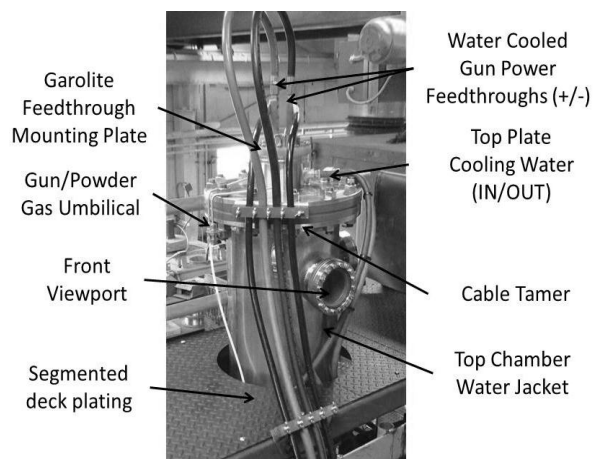 Garolite
Feedthrough
Mounting Plate
Gun/Powder
Gas Umbilical
Front
Viewport
Segmented
deck plating
Water Cooled
Gun Power
Feedthroughs (+/-)
Top Plate
Cooling Water
(IN/OUT)
Cable Tamer
Top Chamber
Water Jacket